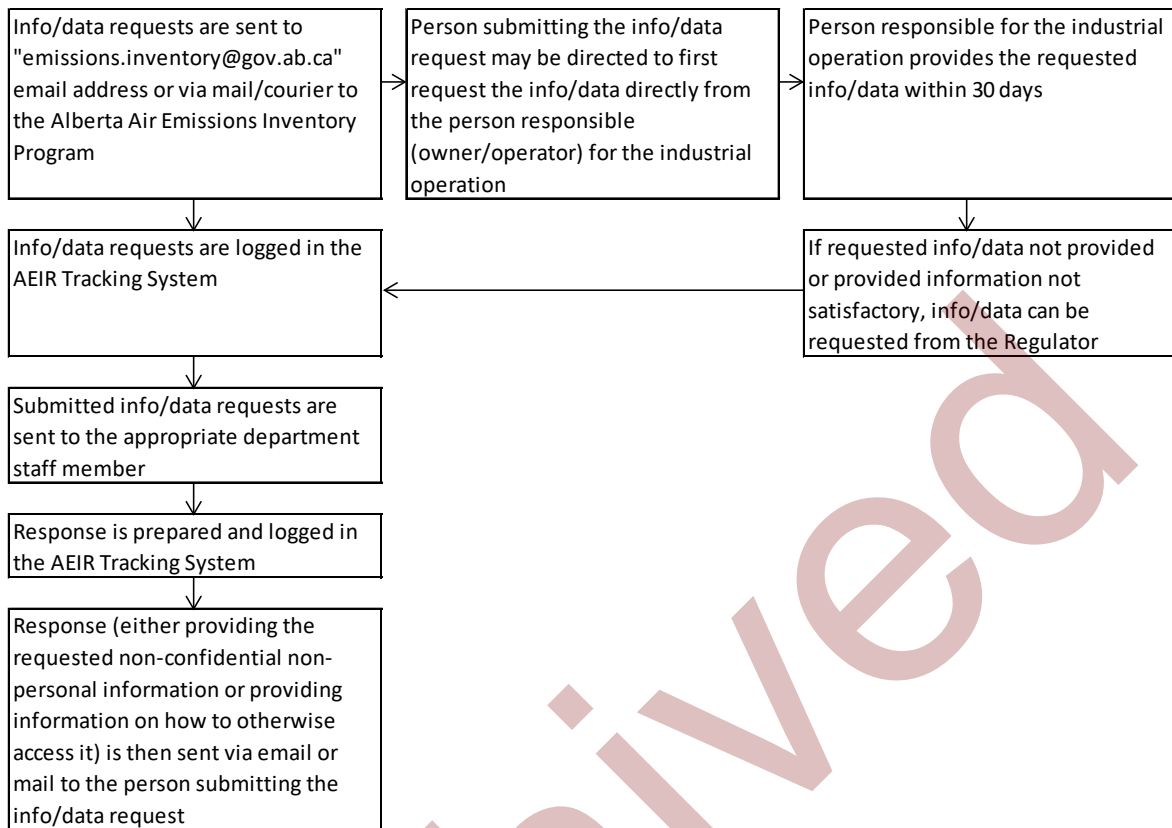 Info/data requests are sent to
"emissions.inventory@gov.ab.ca"
email address or via mail/courier to
the Alberta Air Emissions Inventory
Program
Person submitting the info/data
request may be directed to first
request the info/data directly from
the person responsible
(owner/operator) for the industrial
operation
Person responsible for the industrial
operation provides the requested
info/data within 30 days
Info/data requests are logged in the
AEIR Tracking System
If requested info/data not provided
or provided information not
satisfactory, info/data can be
requested from the Regulator
Submitted info/data requests are
sent to the appropriate department
staff member
Response is prepared and logged in
the AEIR Tracking System
Response (either providing the
requested non-confidential non-
personal information or providing
information on how to otherwise
access it) is then sent via email or
mail to the person submitting the
info/data request